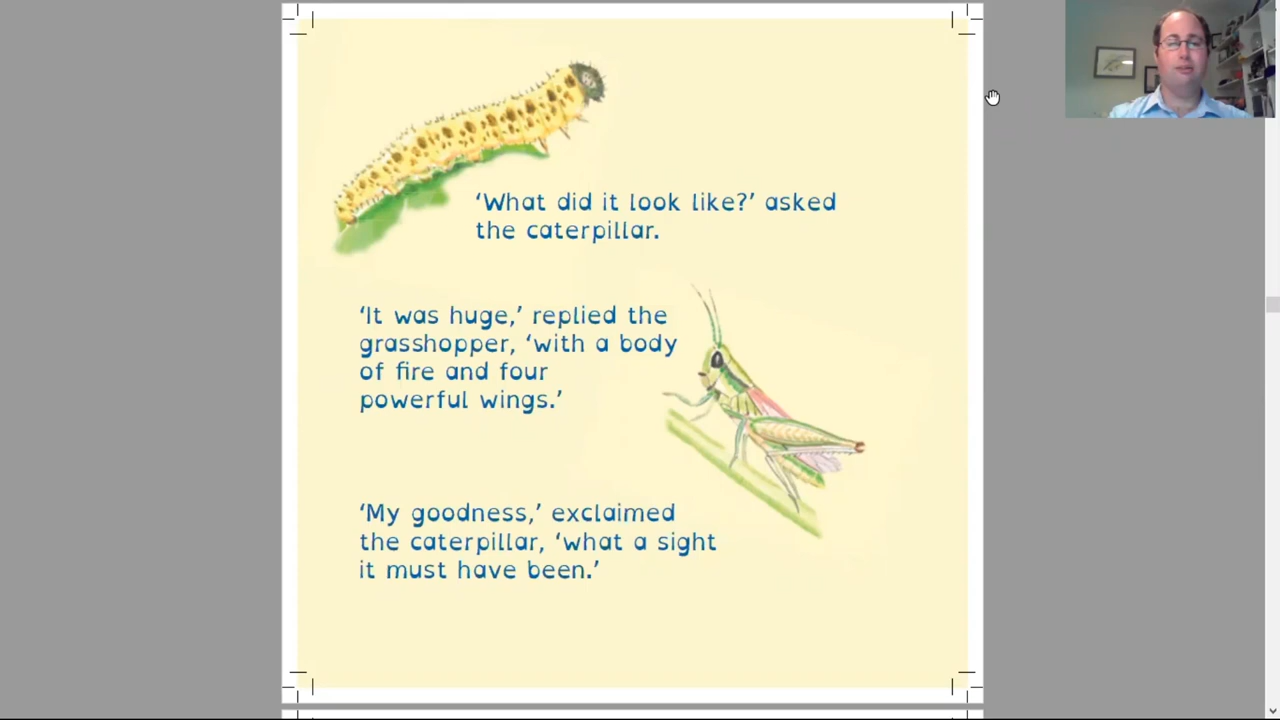 ‘What did it look like?’ asked
the caterpillar.
‘It was huge,’ replied the
grasshopper, ‘with a body
of fire and four
powerful wings.’
‘My goodness,’ exclaimed
the caterpillar, ‘what a sight
it must have been.’